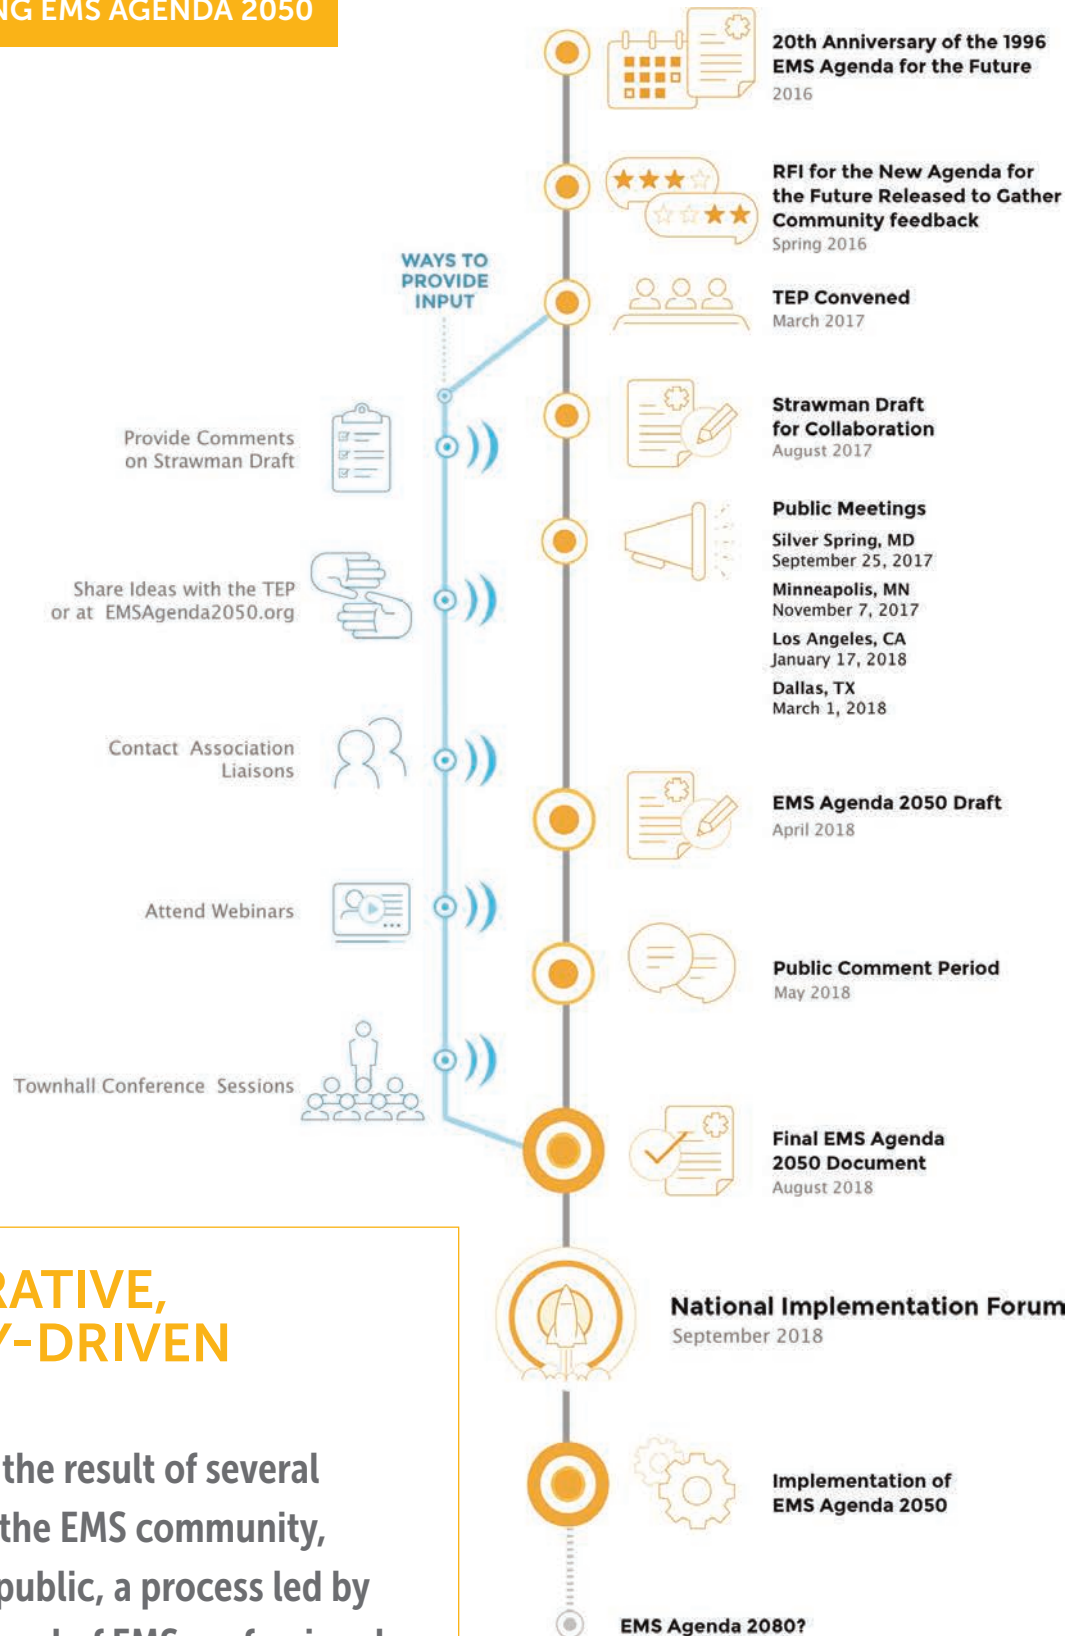 NG EMS AGENDA 2050
20th Anniversary of the 1996
EMS Agenda for the Future
2016
RFI for the New Agenda for
the Future Released to Gather
Community feedback
Spring 2016
TEP Convened
March 2017
Strawman Draft
for Collaboration
August 2017
Public Meetings
Silver Spring, MD
September 25, 2017
Minneapolis, MN
November 7, 2017
Los Angeles, CA
January 17, 2018
Dallas, TX
March 1, 2018
EMS Agenda 2050 Draft
April 2018
Public Comment Period
May 2018
Final EMS Agenda
2050 Document
August 2018
National Implementation Forum
September 2018
Implementation of
EMS Agenda 2050
EMS Agenda 2080?
WAYS TO
PROVIDE
INPUT
Provide Comments
on Strawman Draft
Share Ideas with the TEP
or at EMSAgenda2050.org
Contact Association
Liaisons
Attend Webinars
Townhall Conference Sessions
RATIVE,
Y-DRIVEN
the result of several
the EMS community,
public, a process led by